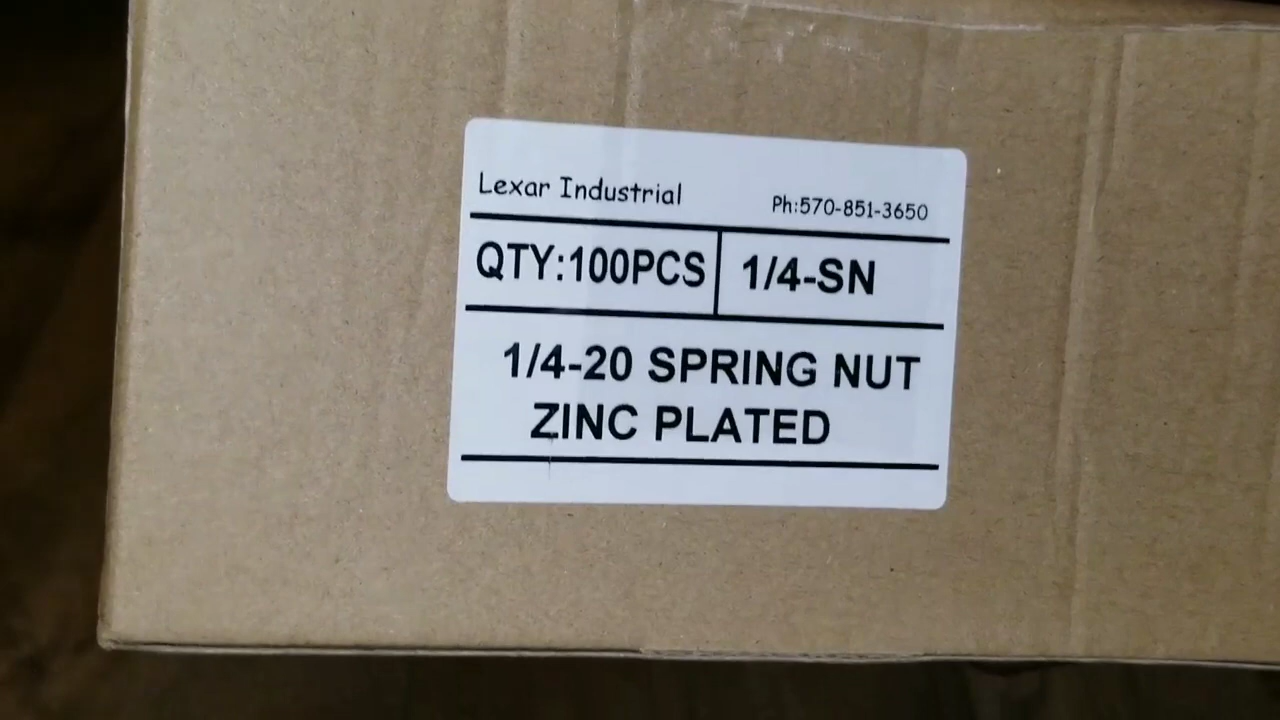 Lexar Industrial Ph:570-851-3650
QTY:100PCS 1/4-SN
1/4-20 SPRING NUT
ZINC PLATED